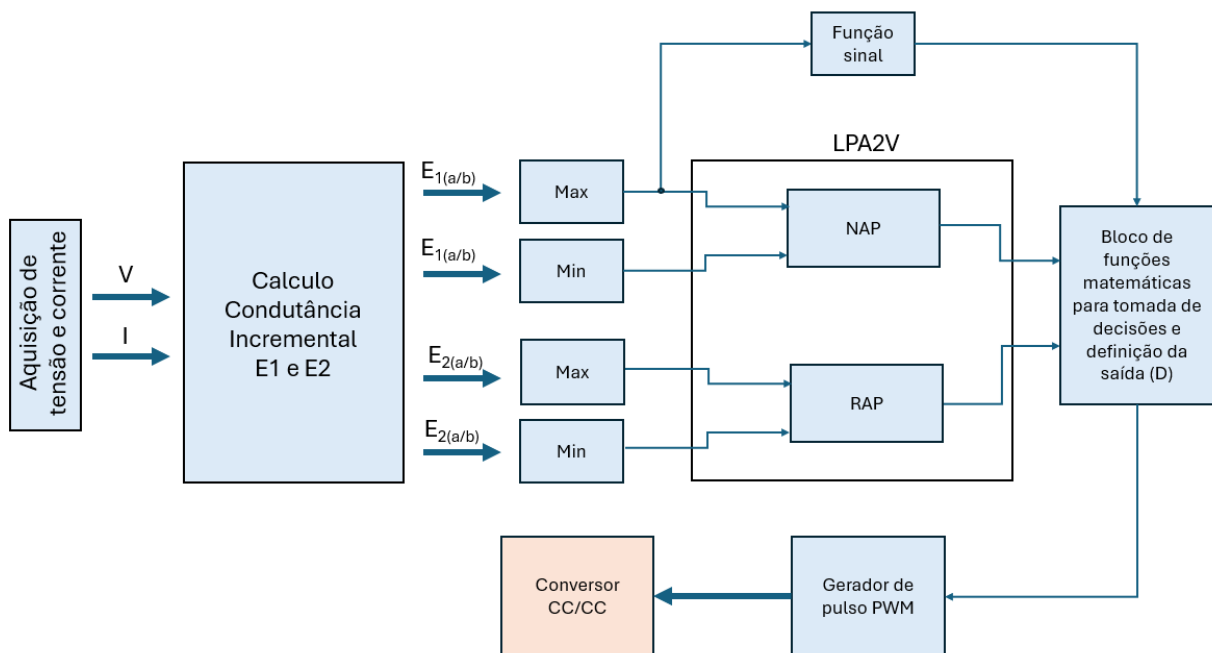 Aquisição de
tensão e corrente
V
I
Calculo
Condutância
Incremental
E1 e E2
E1(a/b)
E1(a/b)
E2(a/b)
E2(a/b)
Max
Min
Max
Min
Função
sinal
LPA2V
NAP
RAP
Bloco de
funções
matemáticas
para tomada de
decisões e
definição da
saída (D)
Conversor
CC/CC
Gerador de
pulso PWM